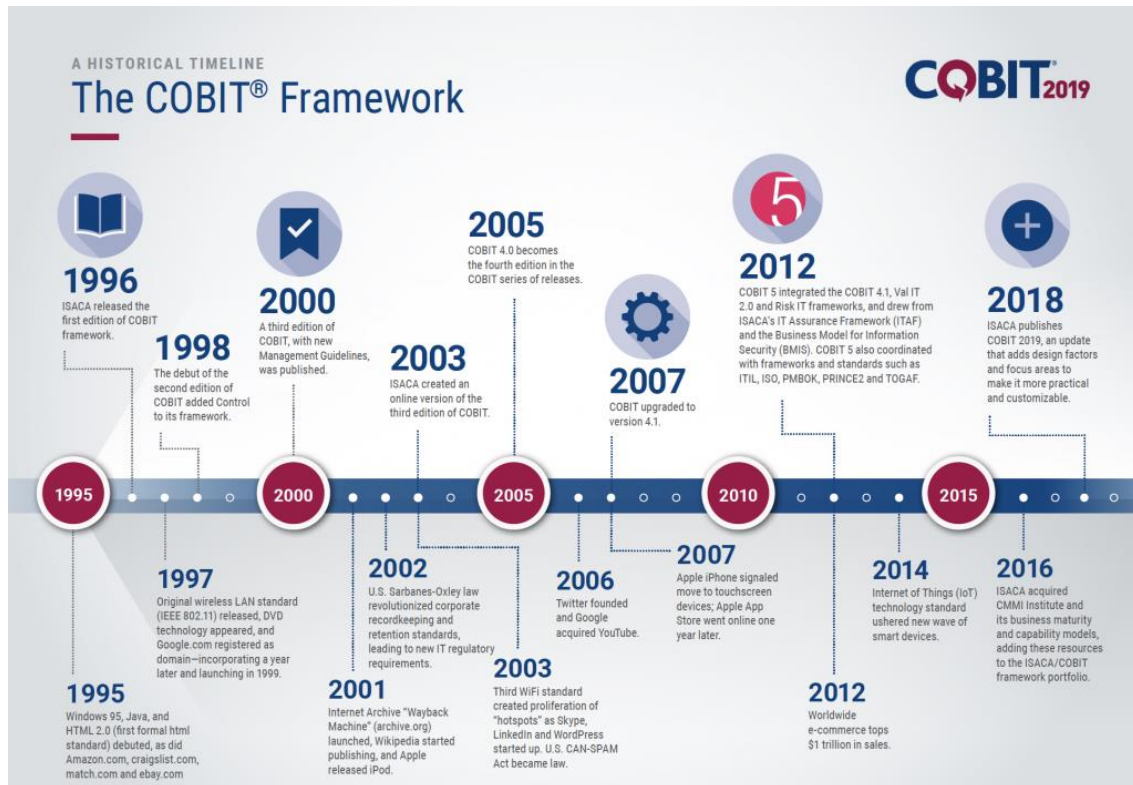 A HISTORICAL TIMELINE
The COBIT® Framework
COBIT® 2019
1996
ISACA released the
first edition of COBIT
framework.
1998
The debut of the
second edition of
COBIT added Control
to its framework.
2000
A third edition of
COBIT, with new
Management Guidelines,
was published.
2003
ISACA created an
online version of the
third edition of COBIT.
2005
COBIT 4.0 becomes
the fourth edition in the
COBIT series of releases.
2007
COBIT upgraded to
version 4.1.
5
2012
COBIT 5 integrated the COBIT 4.1, Val IT
2.0 and Risk IT frameworks, and drew from
ISACA's IT Assurance Framework (ITAF)
and the Business Model for Information
Security (BMIS). COBIT 5 also coordinated
with frameworks and standards such as
ITIL, ISO, PMBOK, PRINCE2 and TOGAF.
2018
ISACA publishes
COBIT 2019, an update
that adds design factors
and focus areas to
make it more practical
and customizable.
1995
2000
2005
2010
2015
1995
Windows 95, Java, and
HTML 2.0 (first formal html
standard) debuted, as did
Amazon.com, craigslist.com,
match.com and ebay.com
1997
Original wireless LAN standard
(IEEE 802.11) released, DVD
technology appeared, and
Google.com registered as
domain—incorporating a year
later and launching in 1999.
2001
Internet Archive “Wayback
Machine” (archive.org)
launched, Wikipedia started
publishing, and Apple
released iPod.
2002
U.S. Sarbanes-Oxley law
revolutionized corporate
recordkeeping and
retention standards,
leading to new IT regulatory
requirements.
2003
Third WiFi standard
created proliferation of
“hotspots” as Skype,
LinkedIn and WordPress
started up. U.S. CAN-SPAM
Act became law.
2006
Twitter founded
and Google
acquired YouTube.
2007
Apple iPhone signaled
move to touchscreen
devices; Apple App
Store went online one
year later.
2012
Worldwide
e-commerce tops
$1 trillion in sales.
2014
Internet of Things (IoT)
technology standard
ushered new wave of
smart devices.
2016
ISACA acquired
CMMI Institute and
its business maturity
and capability models,
adding these resources
to the ISACA/COBIT
framework portfolio.